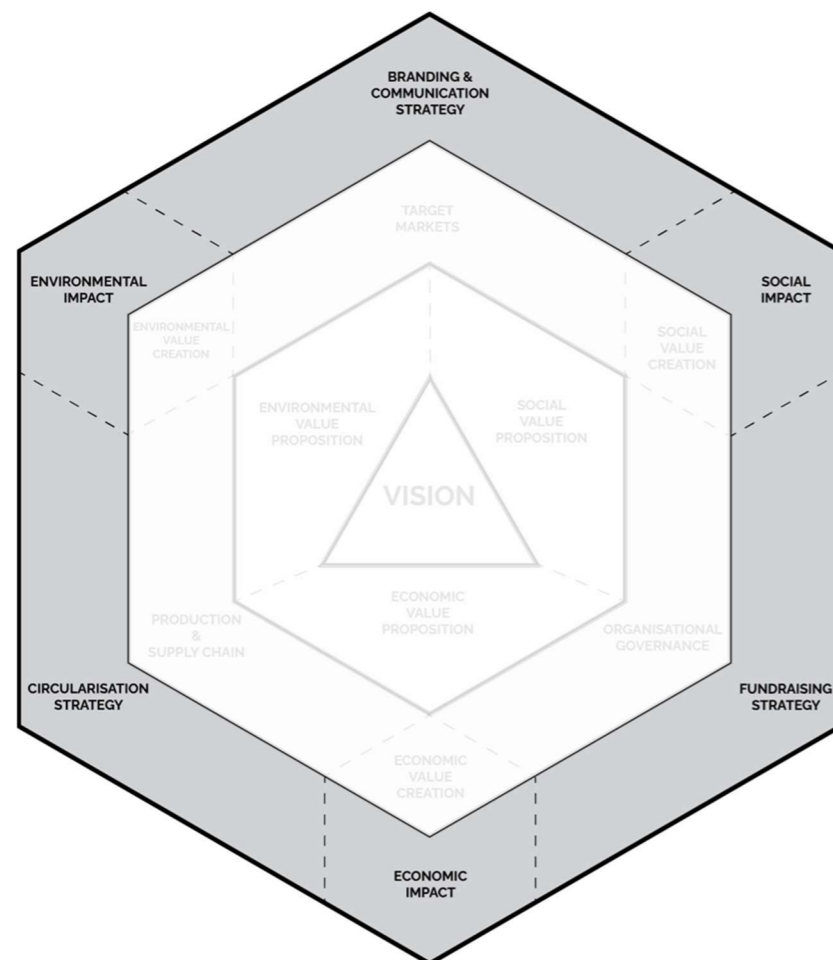 BRANDING &
COMMUNICATION
STRATEGY
TARGET
MARKETS
ENVIRONMENTAL
IMPACT
SOCIAL
IMPACT
ENVIRONMENTAL
VALUE
CREATION
SOCIAL
VALUE
CREATION
ENVIRONMENTAL
VALUE
PROPOSITION
SOCIAL
VALUE
PROPOSITION
VISION
ECONOMIC
VALUE
PROPOSITION
PRODUCTION
&
SUPPLY CHAIN
ORGANISATIONAL
GOVERNANCE
CIRCULARISATION
STRATEGY
FUNDRAISING
STRATEGY
ECONOMIC
VALUE
CREATION
ECONOMIC
IMPACT